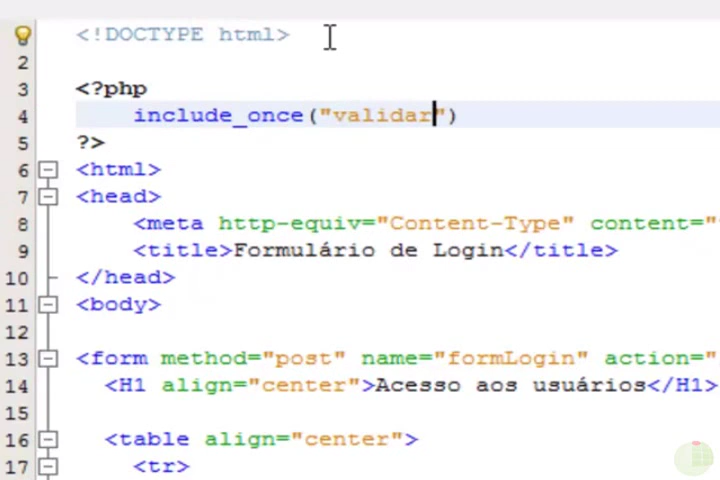 <!DOCTYPE html>
2
3 <?php
4 include_once("validar")
5 ?>
6 <html>
7 <head>
8 <meta http-equiv="Content-Type" content="
9 <title>Formulário de Login</title>
10 </head>
11 <body>
12
13 <form method="post" name="formLogin" action="
14 <H1 align="center">Acesso aos usuários</H1>
15
16 <table align="center">
17 <tr>